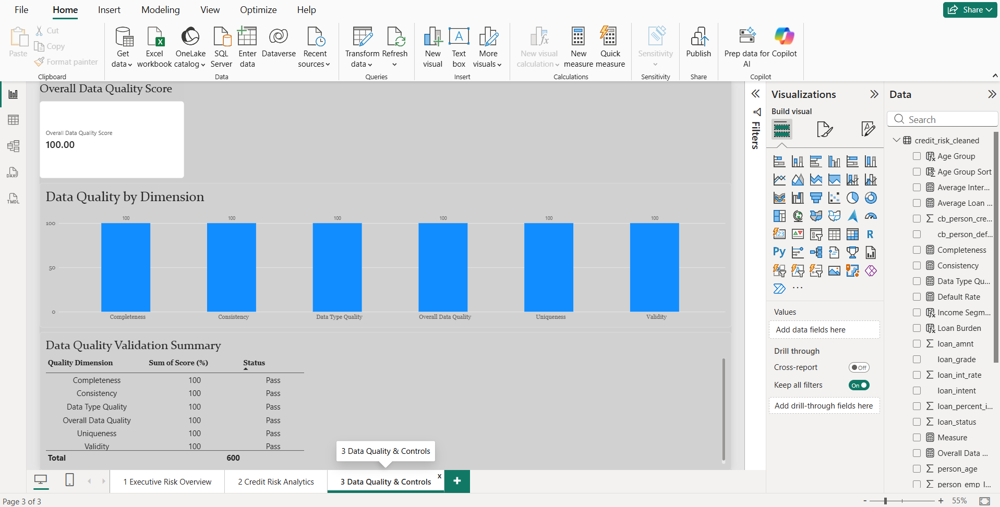 File Home Insert Modeling View Optimize Help Share
Paste Cut Copy Format painter
Clipboard
Get data Excel workbook OneLake catalog SQL Server Enter data Dataverse Recent sources
Data
Transform data Refresh
Queries
New visual Text box More visuals
Insert
New visual calculation New measure Quick measure
Calculations
Sensitivity
Sensitivity
Publish
Share
Prep data for AI Copilot
Copilot
DAX
TMDL
Overall Data Quality Score
Overall Data Quality Score
100.00
Data Quality by Dimension
100 100 100 100 100 100
100
50
0
Completeness Consistency Data Type Quality Overall Data Quality Uniqueness Validity
Data Quality Validation Summary
Quality Dimension Sum of Score (%) Status
Completeness 100 Pass
Consistency 100 Pass
Data Type Quality 100 Pass
Overall Data Quality 100 Pass
Uniqueness 100 Pass
Validity 100 Pass
Total 600
3 Data Quality & Controls
1 Executive Risk Overview 2 Credit Risk Analytics 3 Data Quality & Controls x +
Page 3 of 3
- + 55%
Filters
Visualizations
Build visual
123
R
Py
...
Values
Add data fields here
Drill through
Cross-report Off
Keep all filters On
Add drill-through fields here
Data
Search
credit_risk_cleaned
Age Group
Age Group Sort
Average Inter...
Average Loan ...
cb_person_cre...
cb_person_def...
Completeness
Consistency
Data Type Qu...
Default Rate
Income Segm...
Loan Burden
loan_amnt
loan_grade
loan_int_rate
loan_intent
loan_percent_i...
loan_status
Measure
Overall Data ...
person_age
person_emp_l...